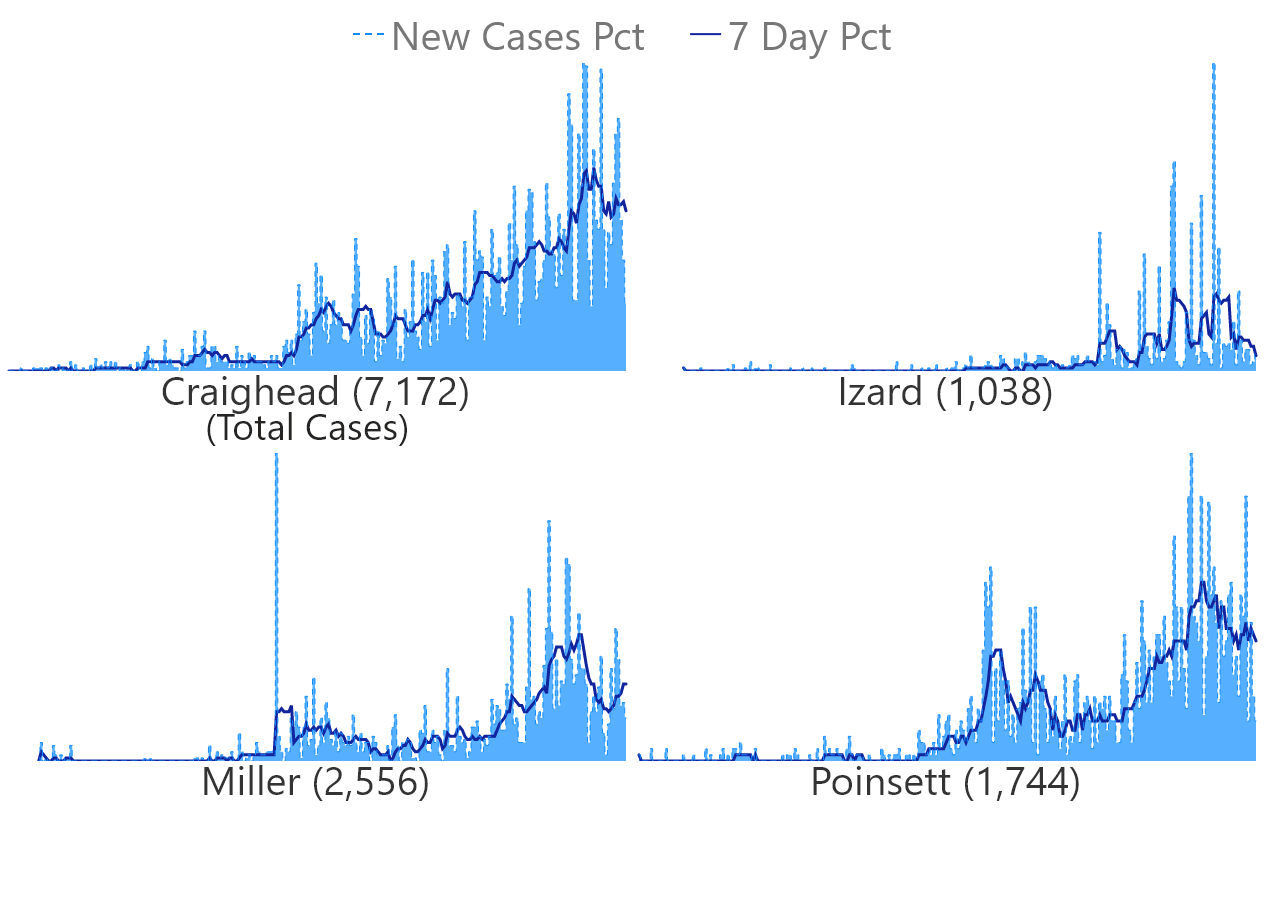 New Cases Pct 7 Day Pct
Craighead (7,172)
(Total Cases)
Izard (1,038)
Miller (2,556)
Poinsett (1,744)